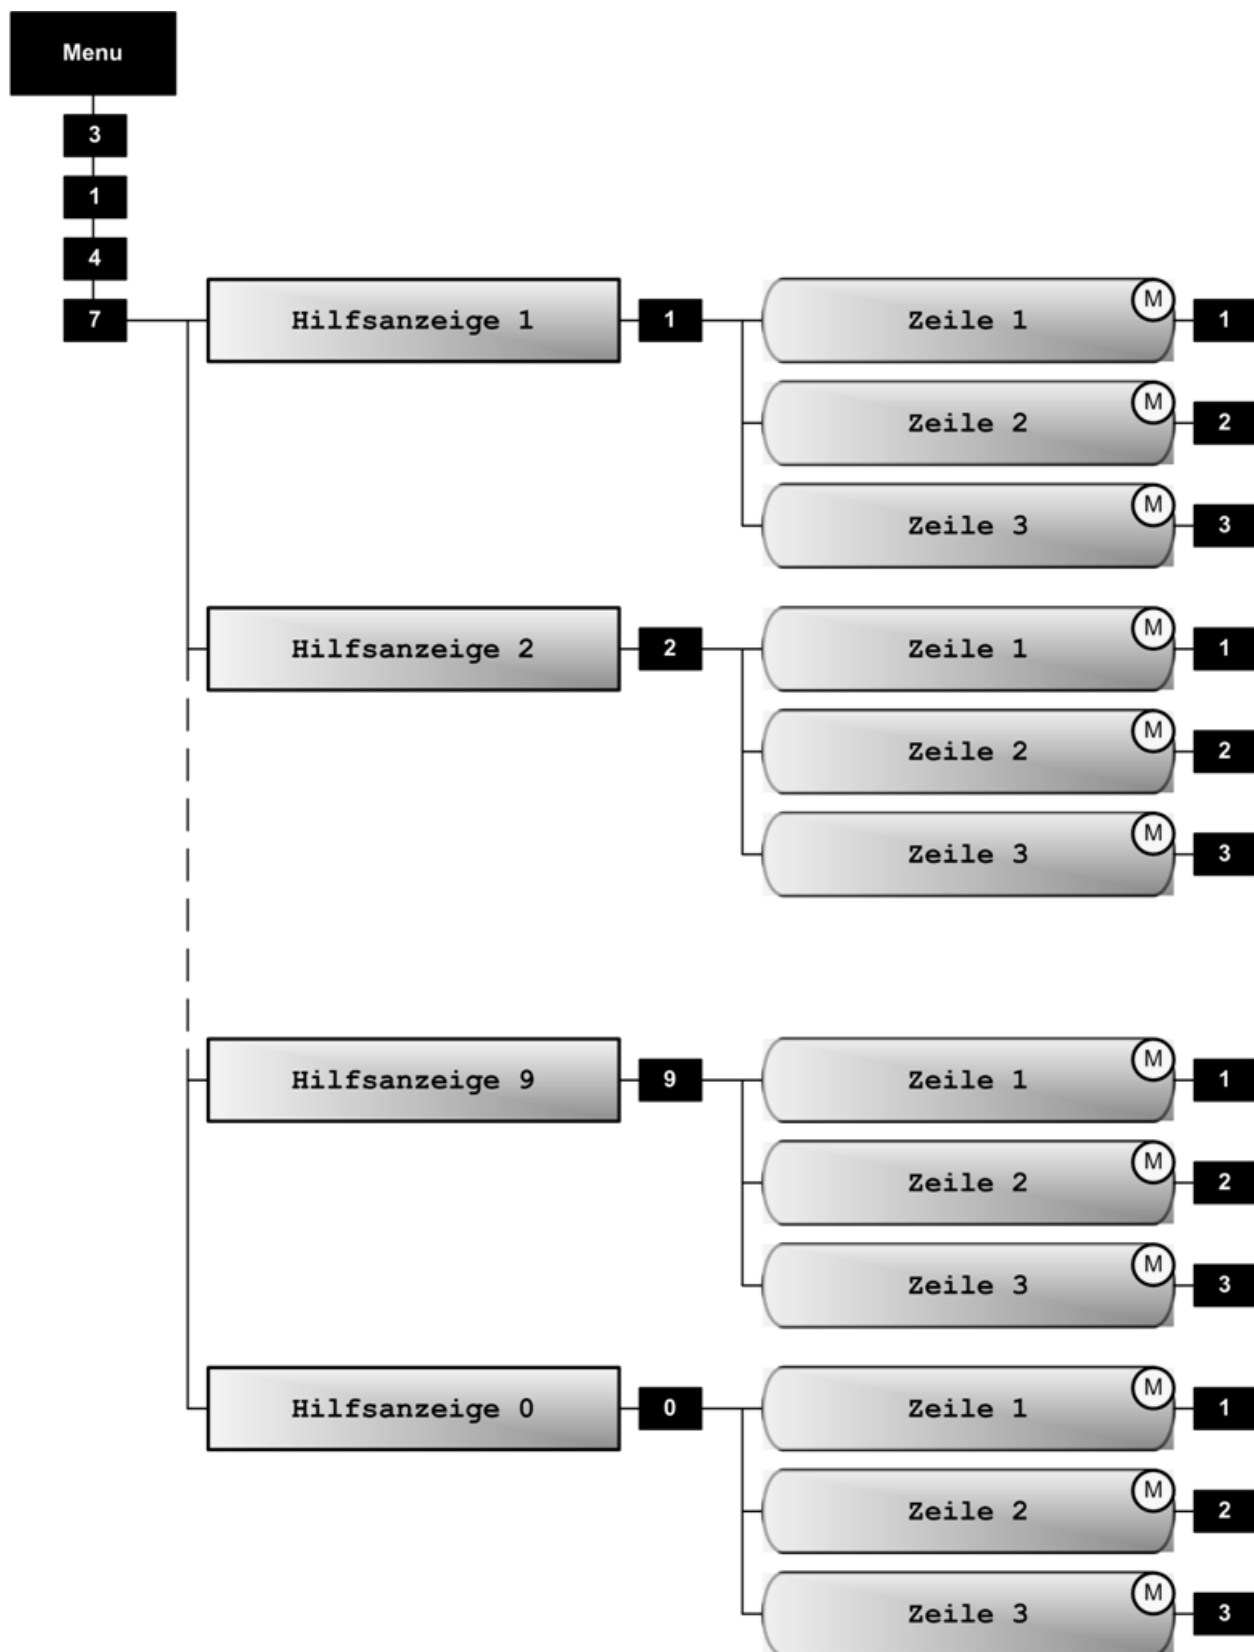 Menu
3
1
4
7
Hilfsanzeige 1 1 Zeile 1 M 1
Zeile 2 M 2
Zeile 3 M 3
Hilfsanzeige 2 2 Zeile 1 M 1
Zeile 2 M 2
Zeile 3 M 3
Hilfsanzeige 9 9 Zeile 1 M 1
Zeile 2 M 2
Zeile 3 M 3
Hilfsanzeige 0 0 Zeile 1 M 1
Zeile 2 M 2
Zeile 3 M 3